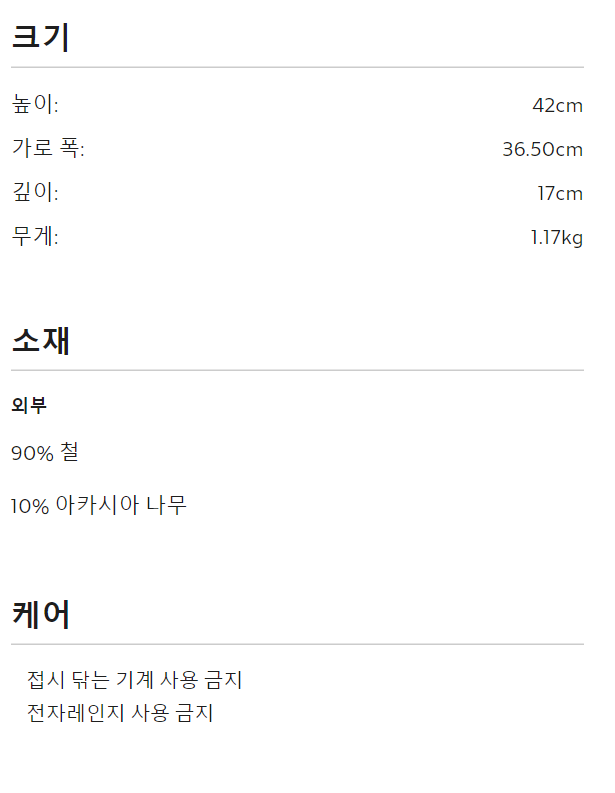 크기
높이: 42cm
가로 폭: 36.50cm
깊이: 17cm
무게: 1.17kg
소재
외부
90% 철
10% 아카시아 나무
케어
접시 닦는 기계 사용 금지
전자레인지 사용 금지